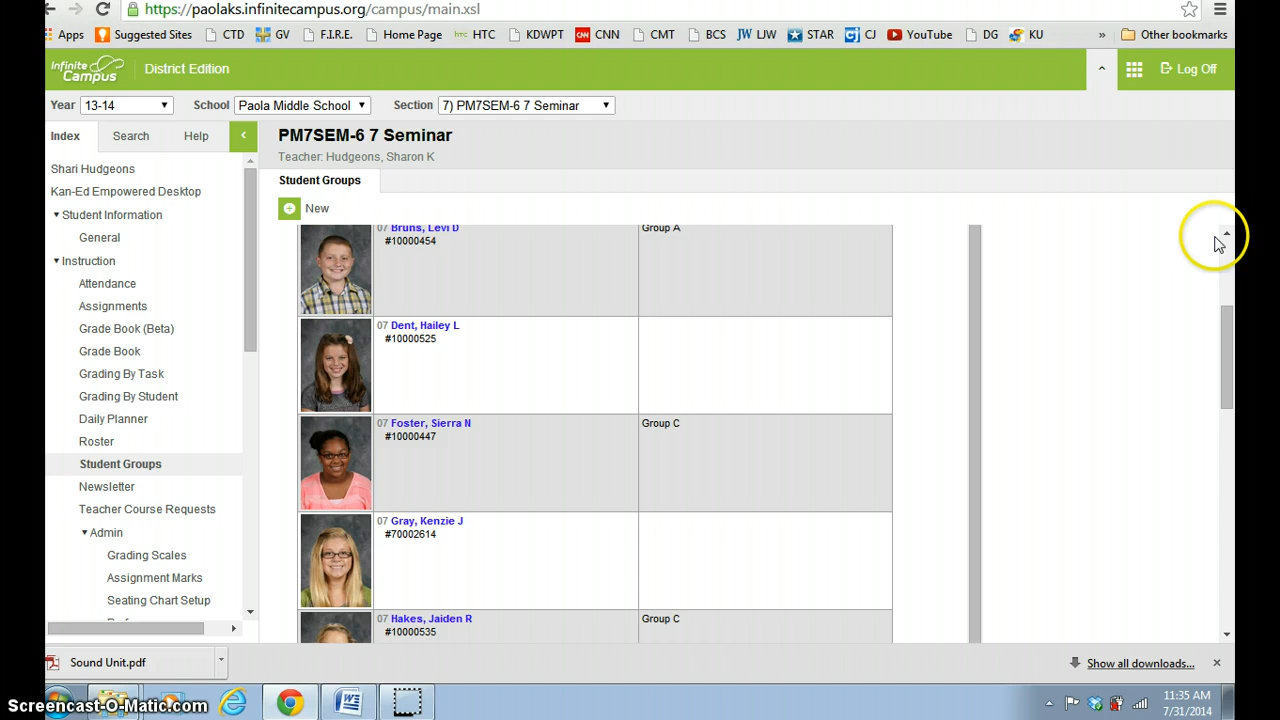 https://paolaks.infinitecampus.org/campus/main.xsl
Apps Suggested Sites CTD GV F.I.R.E. Home Page HTC KDWPT CNN CMT BCS LJW STAR CJ YouTube DG KU » Other bookmarks
Infinite Campus District Edition Log Off
Year 13-14 School Paola Middle School Section 7) PM7SEM-6 7 Seminar
Index Search Help
PM7SEM-6 7 Seminar
Teacher: Hudgeons, Sharon K
Student Groups
New
Shari Hudgeons
Kan-Ed Empowered Desktop
Student Information
General
Instruction
Attendance
Assignments
Grade Book (Beta)
Grade Book
Grading By Task
Grading By Student
Daily Planner
Roster
Student Groups
Newsletter
Teacher Course Requests
Admin
Grading Scales
Assignment Marks
Seating Chart Setup
07 Bruns, Levi D Group A
#10000454
07 Dent, Hailey L
#10000525
07 Foster, Sierra N Group C
#10000447
07 Gray, Kenzie J
#70002614
07 Hakes, Jaiden R Group C
#10000535
Sound Unit.pdf
Show all downloads...
Screencast-O-Matic.com
11:35 AM
7/31/2014